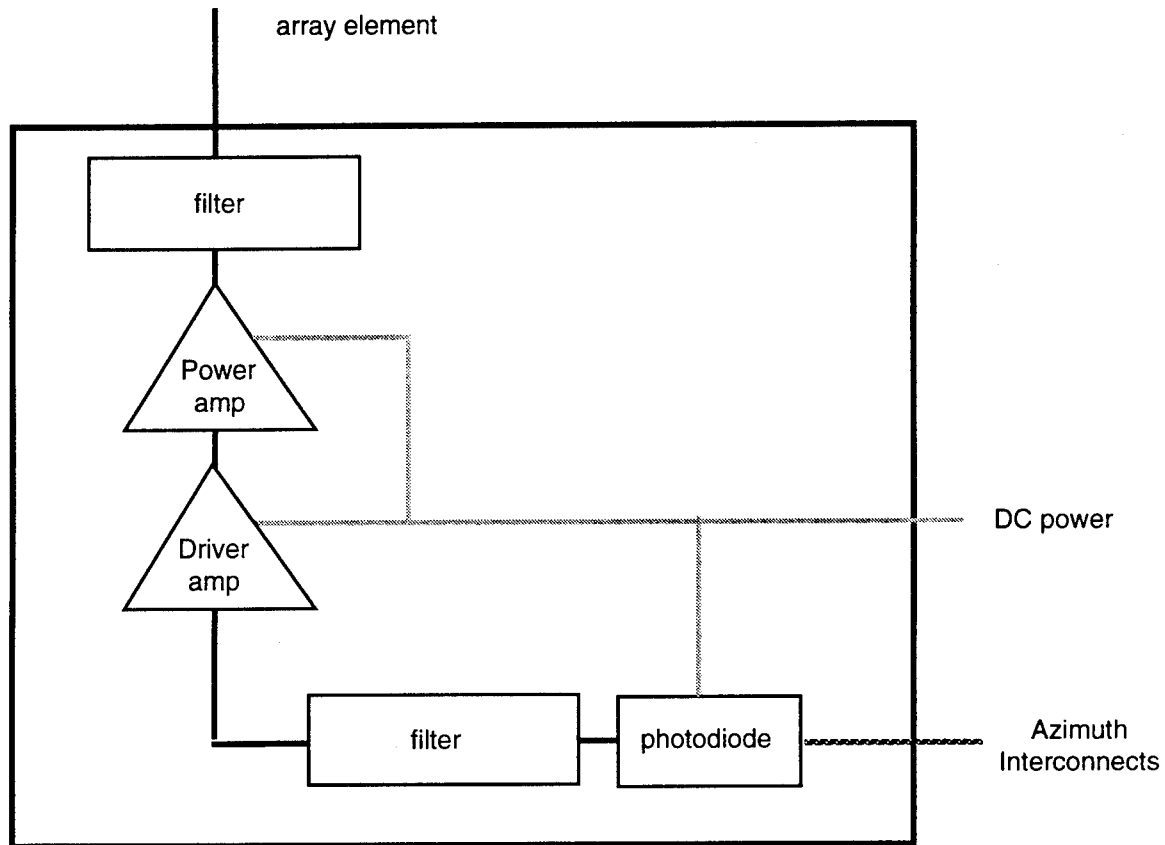 array element
filter
Power
amp
Driver
amp
DC power
filter
photodiode
Azimuth
Interconnects